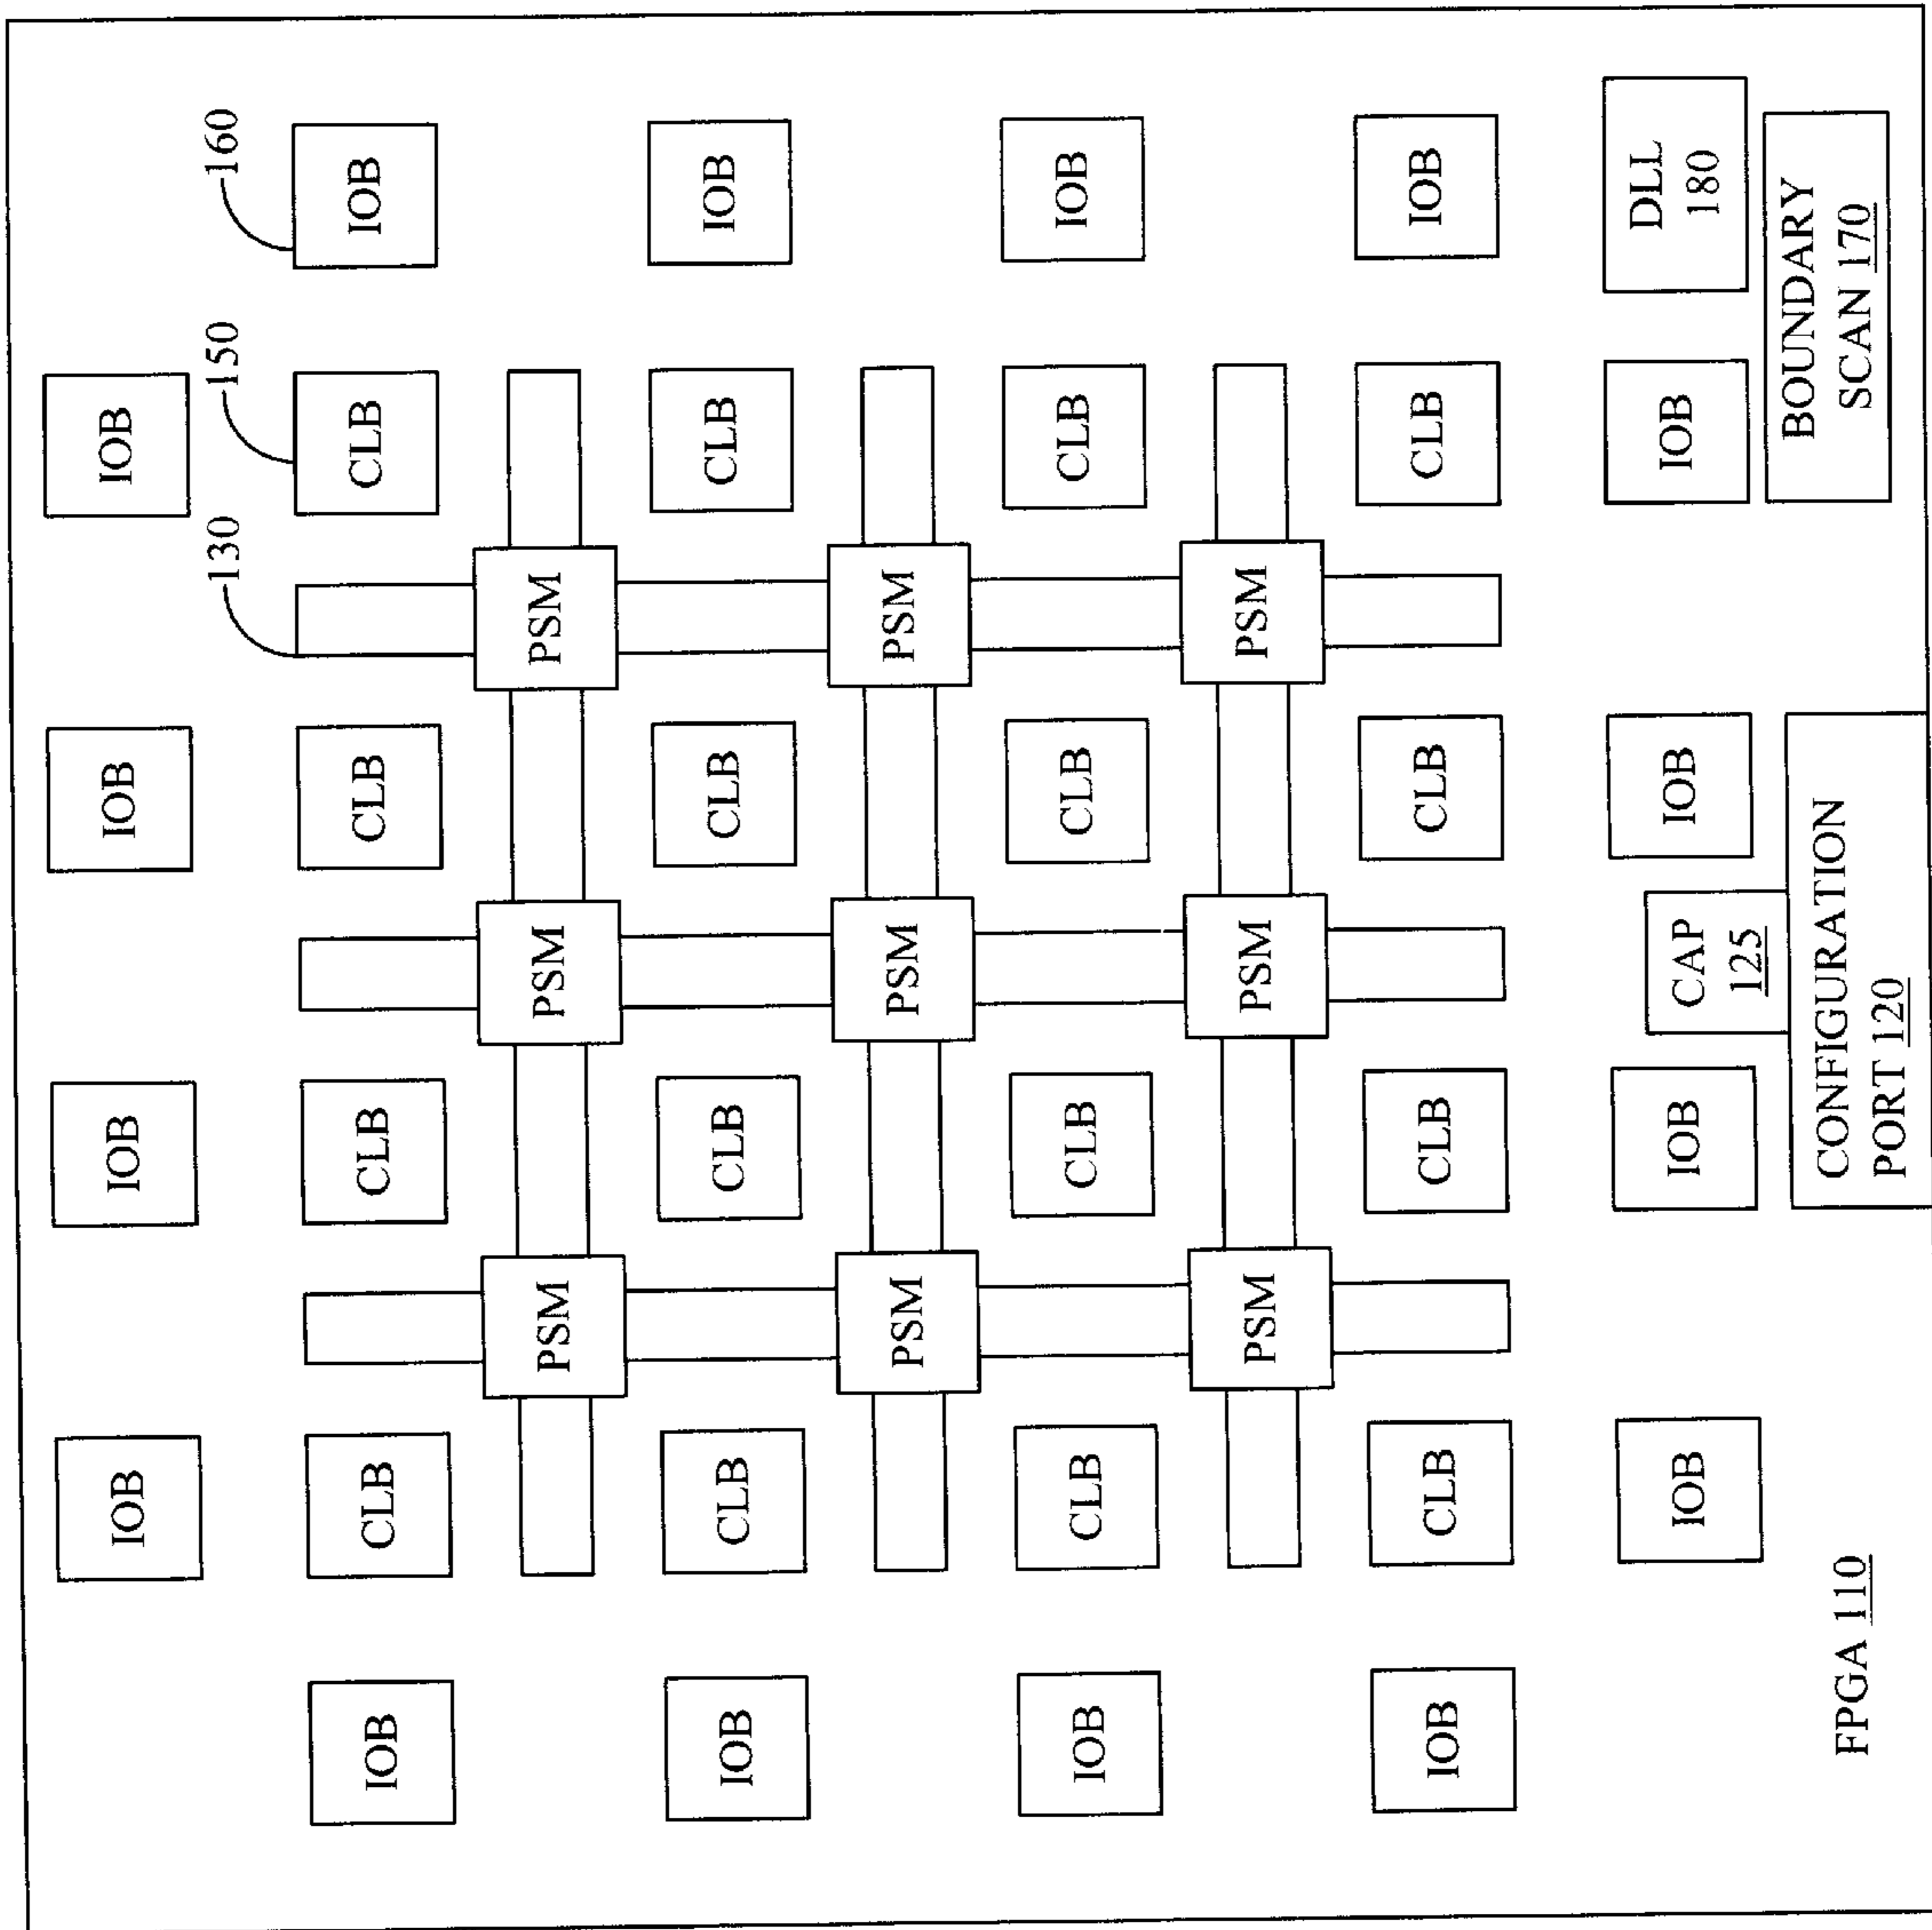 IOB
IOB
IOB
IOB
130
150
160
IOB
CLB
CLB
CLB
CLB
IOB
PSM
PSM
PSM
IOB
CLB
CLB
CLB
CLB
IOB
PSM
PSM
PSM
IOB
CLB
CLB
CLB
CLB
IOB
PSM
PSM
PSM
IOB
CLB
CLB
CLB
CLB
IOB
IOB
IOB
CAP
125
IOB
IOB
DLL
180
FPGA 110
CONFIGURATION
PORT 120
BOUNDARY
SCAN 170